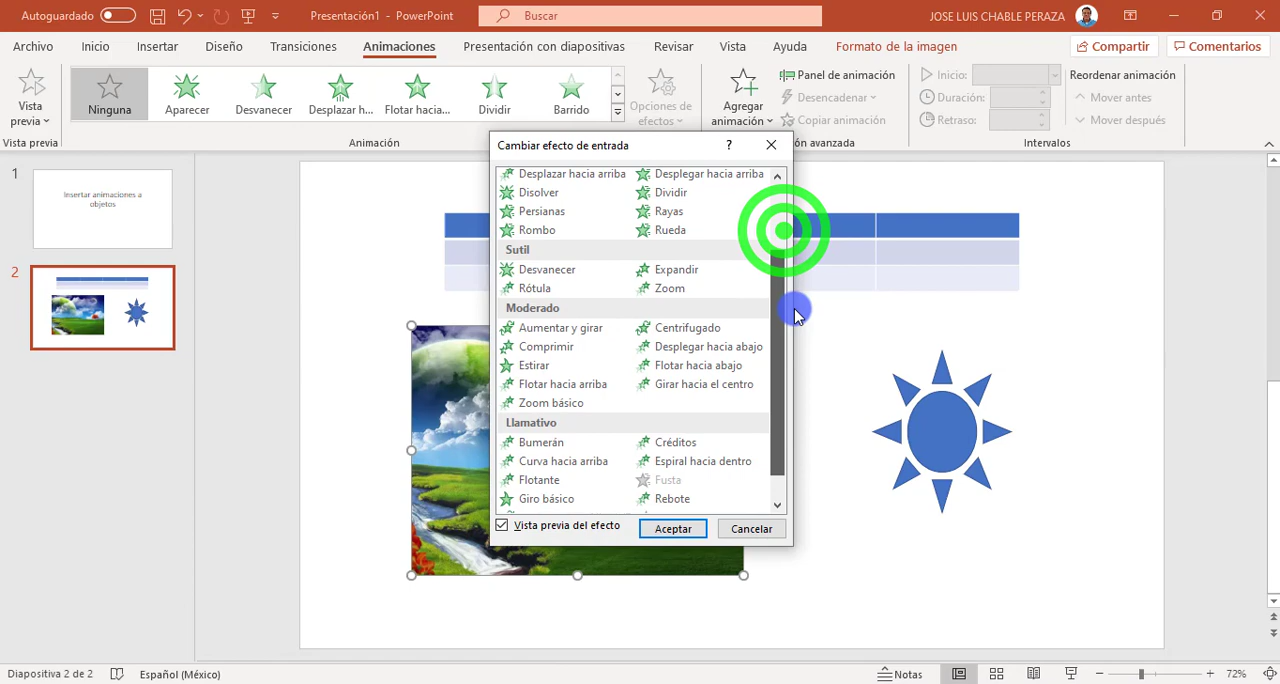 Autoguardado
Presentación1 - PowerPoint
Buscar
JOSE LUIS CHABLE PERAZA
Archivo Inicio Insertar Diseño Transiciones Animaciones Presentación con diapositivas Revisar Vista Ayuda Formato de la imagen Compartir Comentarios
Vista previa
Ninguna Aparecer Desvanecer Desplazar h... Flotar hacia... Dividir Barrido
Opciones de efectos
Agregar animación
Panel de animación
Desencadenar
Copiar animación
Inicio:
Duración:
Retraso:
Reordenar animación
Mover antes
Mover después
Vista previa Animación ón avanzada Intervalos
1
Insertar animaciones a
objetos
2
Cambiar efecto de entrada ?
Desplazar hacia arriba Desplegar hacia arriba
Disolver Dividir
Persianas Rayas
Rombo Rueda
Sutil
Desvanecer Expandir
Rótula Zoom
Moderado
Aumentar y girar Centrifugado
Comprimir Desplegar hacia abajo
Estirar Flotar hacia abajo
Flotar hacia arriba Girar hacia el centro
Zoom básico
Llamativo
Bumerán Créditos
Curva hacia arriba Espiral hacia dentro
Flotante Fusta
Giro básico Rebote
Vista previa del efecto Aceptar Cancelar
Diapositiva 2 de 2 Español (México) Notas 72%